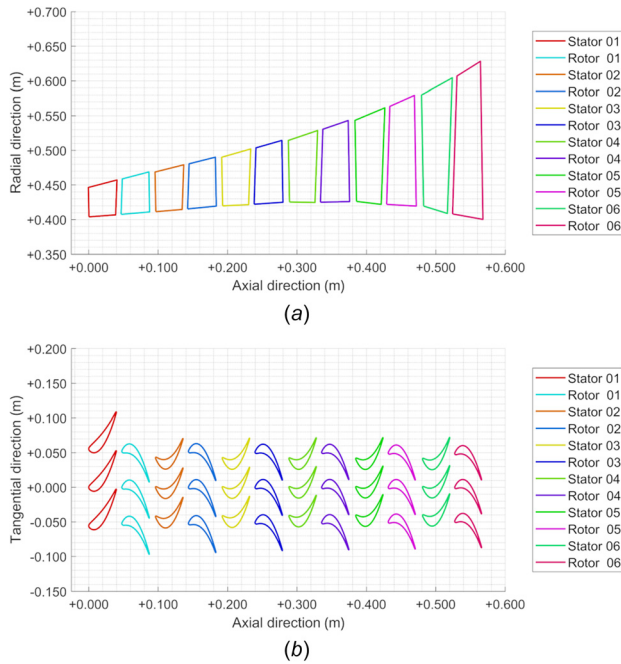 (a)
+0.700
+0.650
+0.600
+0.550
+0.500
+0.450
+0.400
+0.350
Radial direction (m)
+0.000 +0.100 +0.200 +0.300 +0.400 +0.500 +0.600
Axial direction (m)
Stator 01
Rotor 01
Stator 02
Rotor 02
Stator 03
Rotor 03
Stator 04
Rotor 04
Stator 05
Rotor 05
Stator 06
Rotor 06
(a)
(b)
+0.200
+0.150
+0.100
+0.050
+0.000
-0.050
-0.100
-0.150
Tangential direction (m)
+0.000 +0.100 +0.200 +0.300 +0.400 +0.500 +0.600
Axial direction (m)
Stator 01
Rotor 01
Stator 02
Rotor 02
Stator 03
Rotor 03
Stator 04
Rotor 04
Stator 05
Rotor 05
Stator 06
Rotor 06
(b)